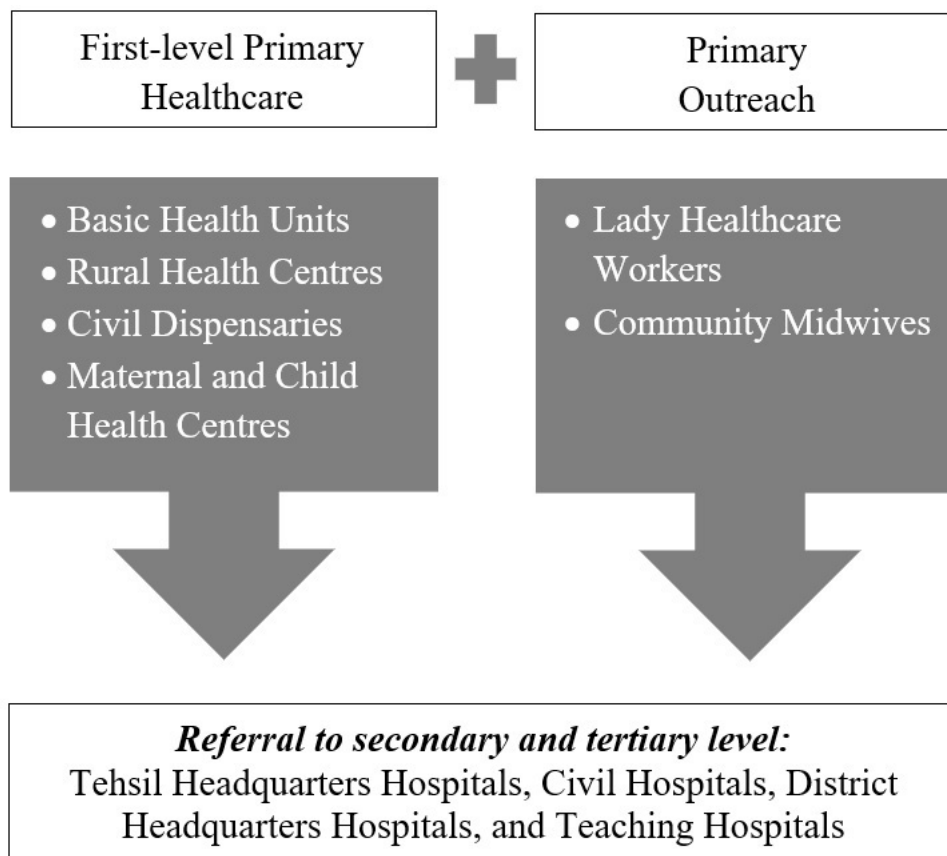 First-level Primary
Healthcare
Primary
Outreach
• Basic Health Units
• Rural Health Centres
• Civil Dispensaries
• Maternal and Child
Health Centres
• Lady Healthcare
Workers
• Community Midwives
Referral to secondary and tertiary level:
Tehsil Headquarters Hospitals, Civil Hospitals, District
Headquarters Hospitals, and Teaching Hospitals